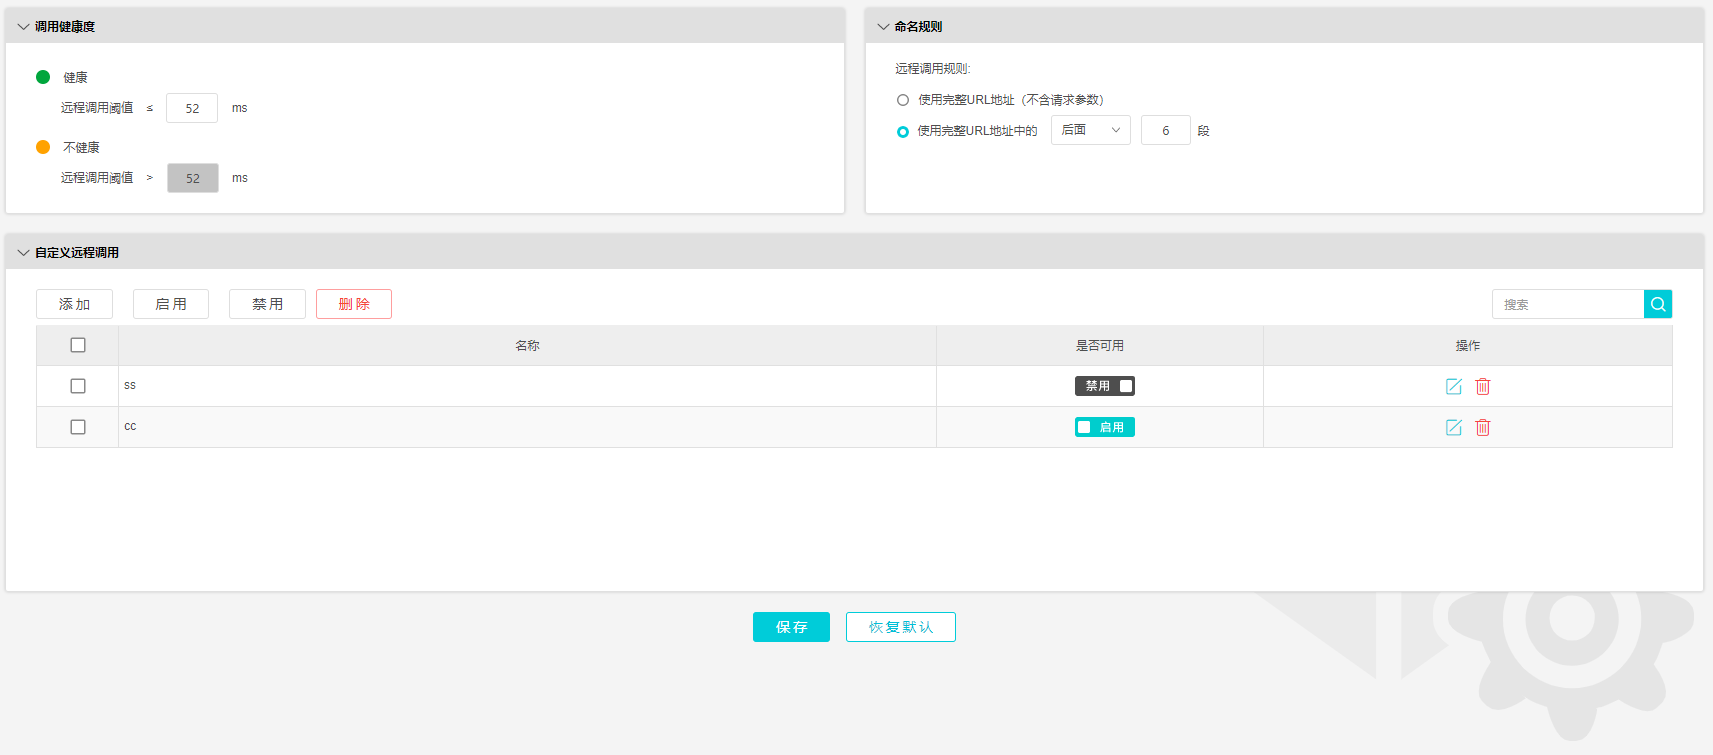 调用健康度
健康
远程调用阈值 ≤ 52 ms
不健康
远程调用阈值 > 52 ms
命名规则
远程调用规则:
使用完整URL地址（不含请求参数）
使用完整URL地址中的 后面 6 段
自定义远程调用
添加 启用 禁用 删除 搜索
名称 是否可用 操作
ss 禁用
cc 启用
保存 恢复默认